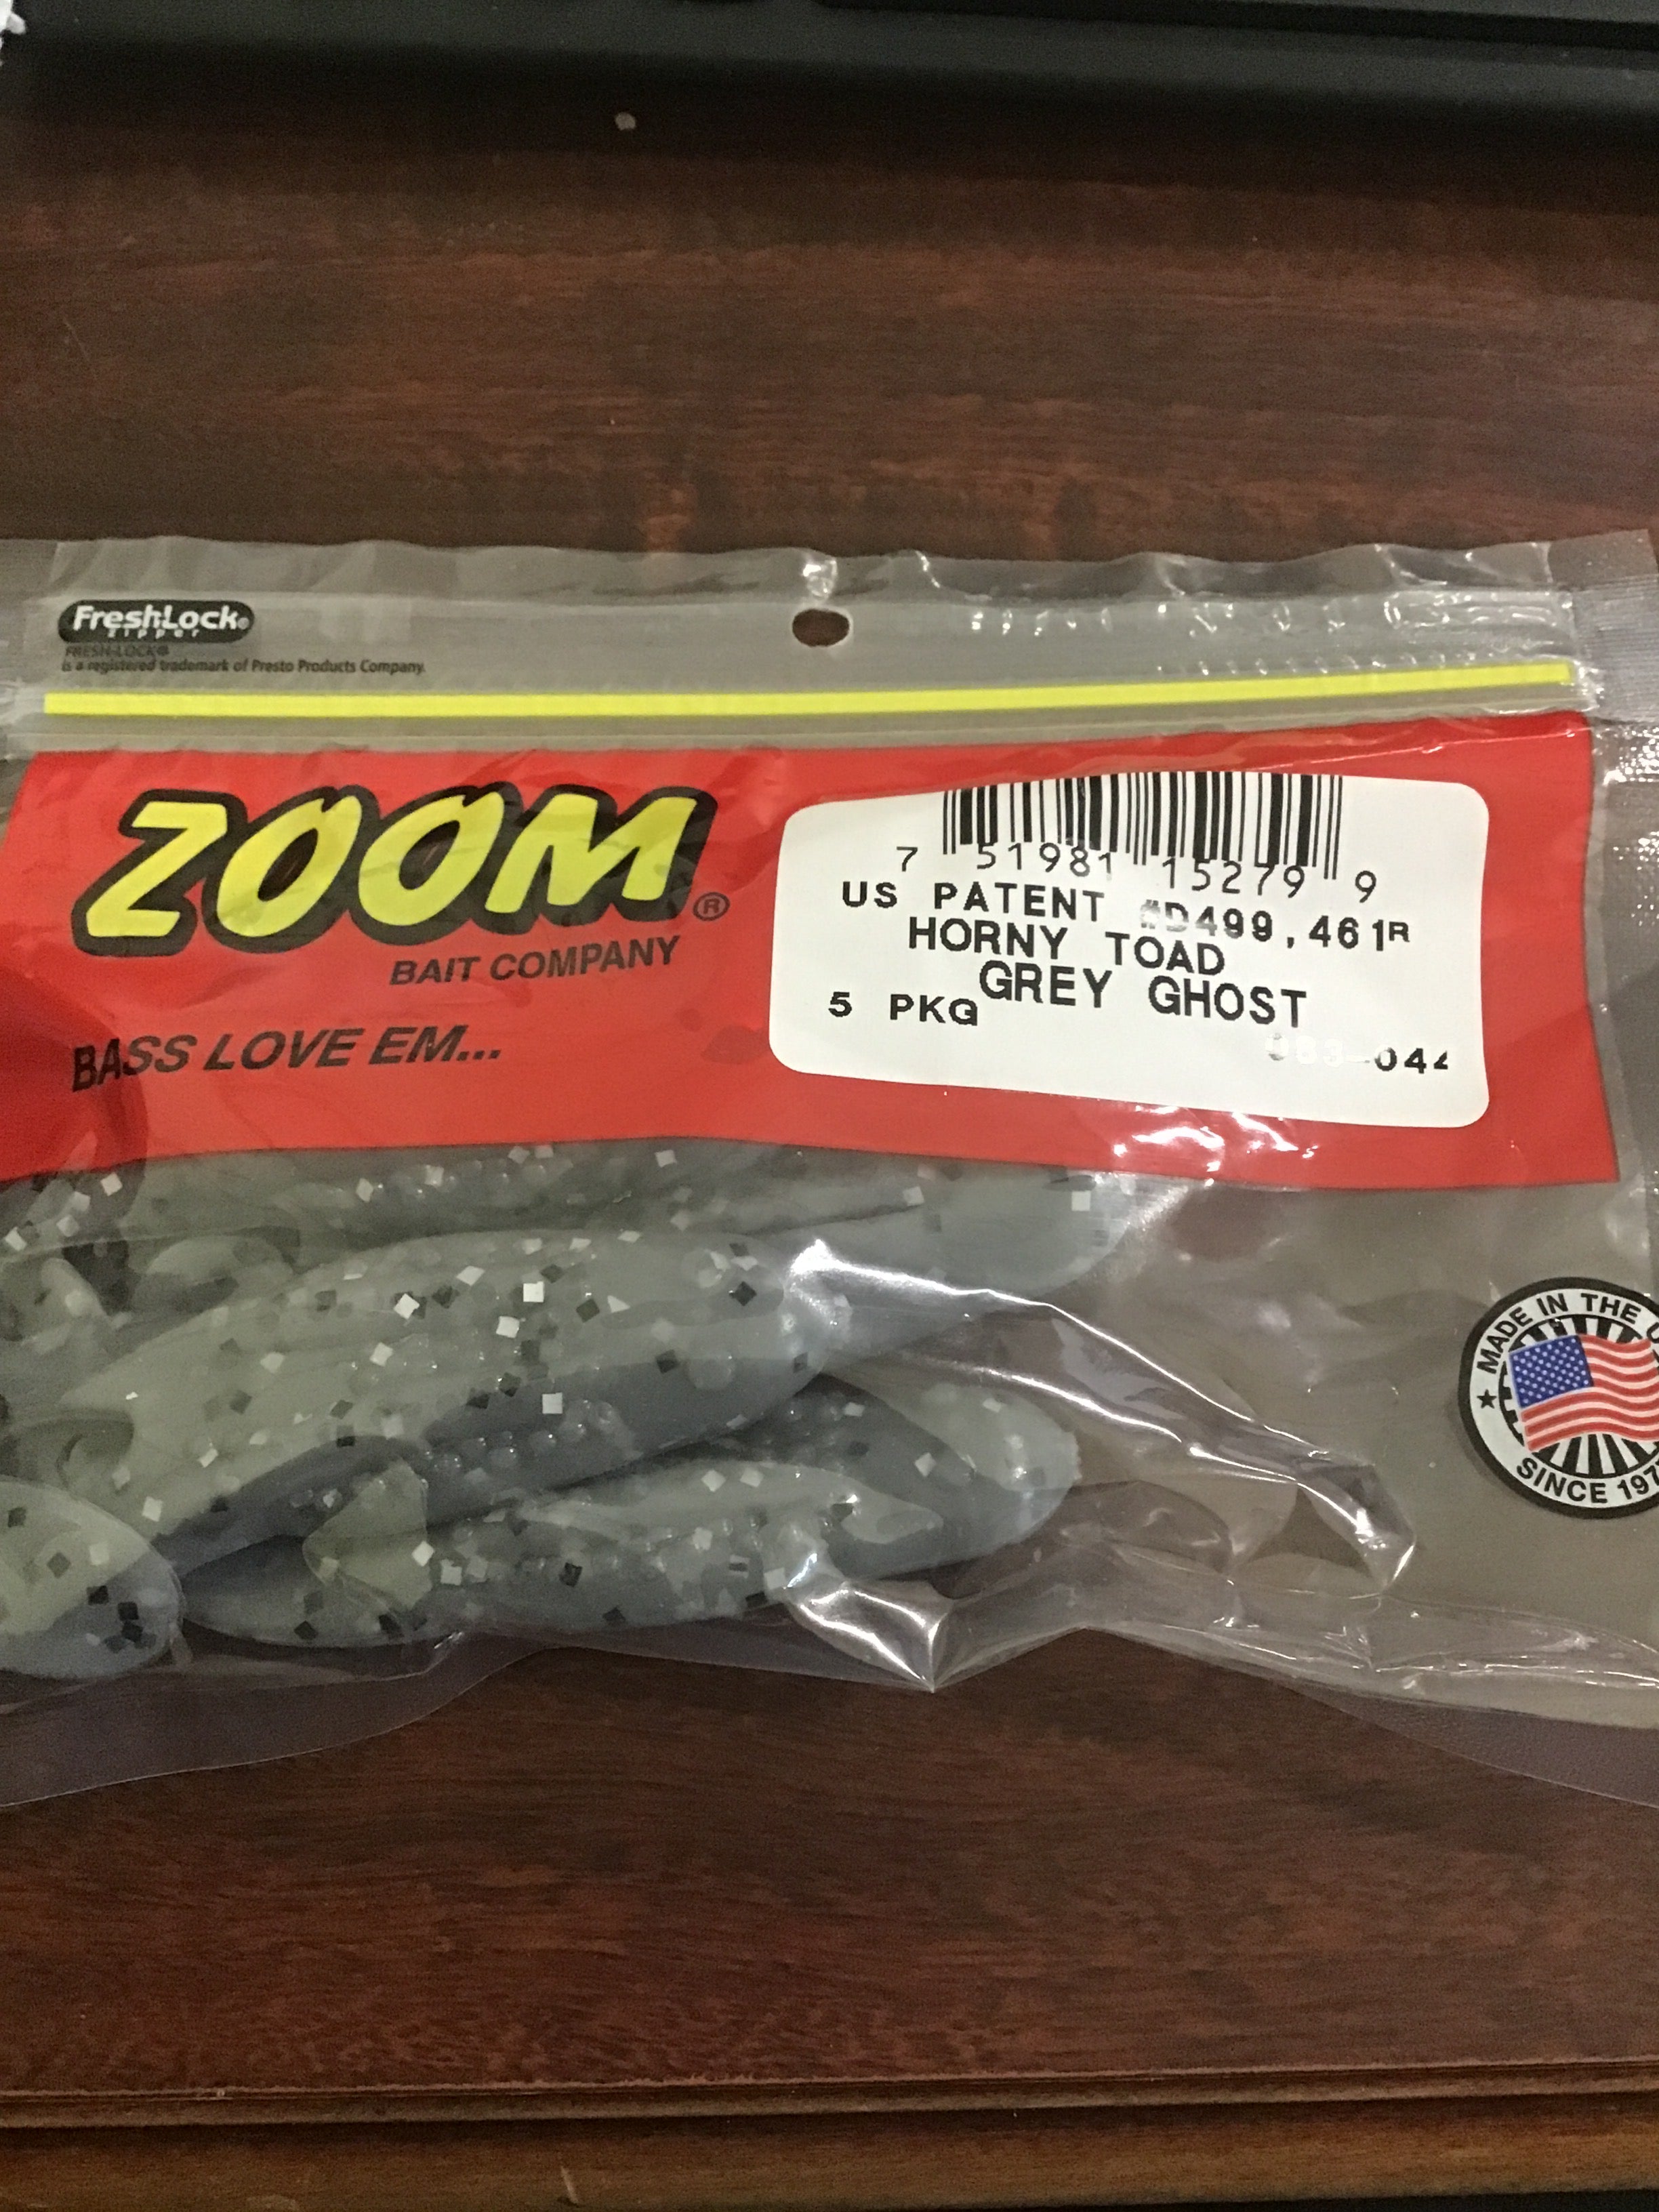 FreshLock®
zipper
FRESH-LOCK®
is a registered trademark of Presto Products Company.
ZOOM®
BAIT COMPANY
BASS LOVE EM...
7 51981 15279 9
US PATENT #D499,461R
HORNY TOAD
GREY GHOST
5 PKG
MADE IN THE
SINCE